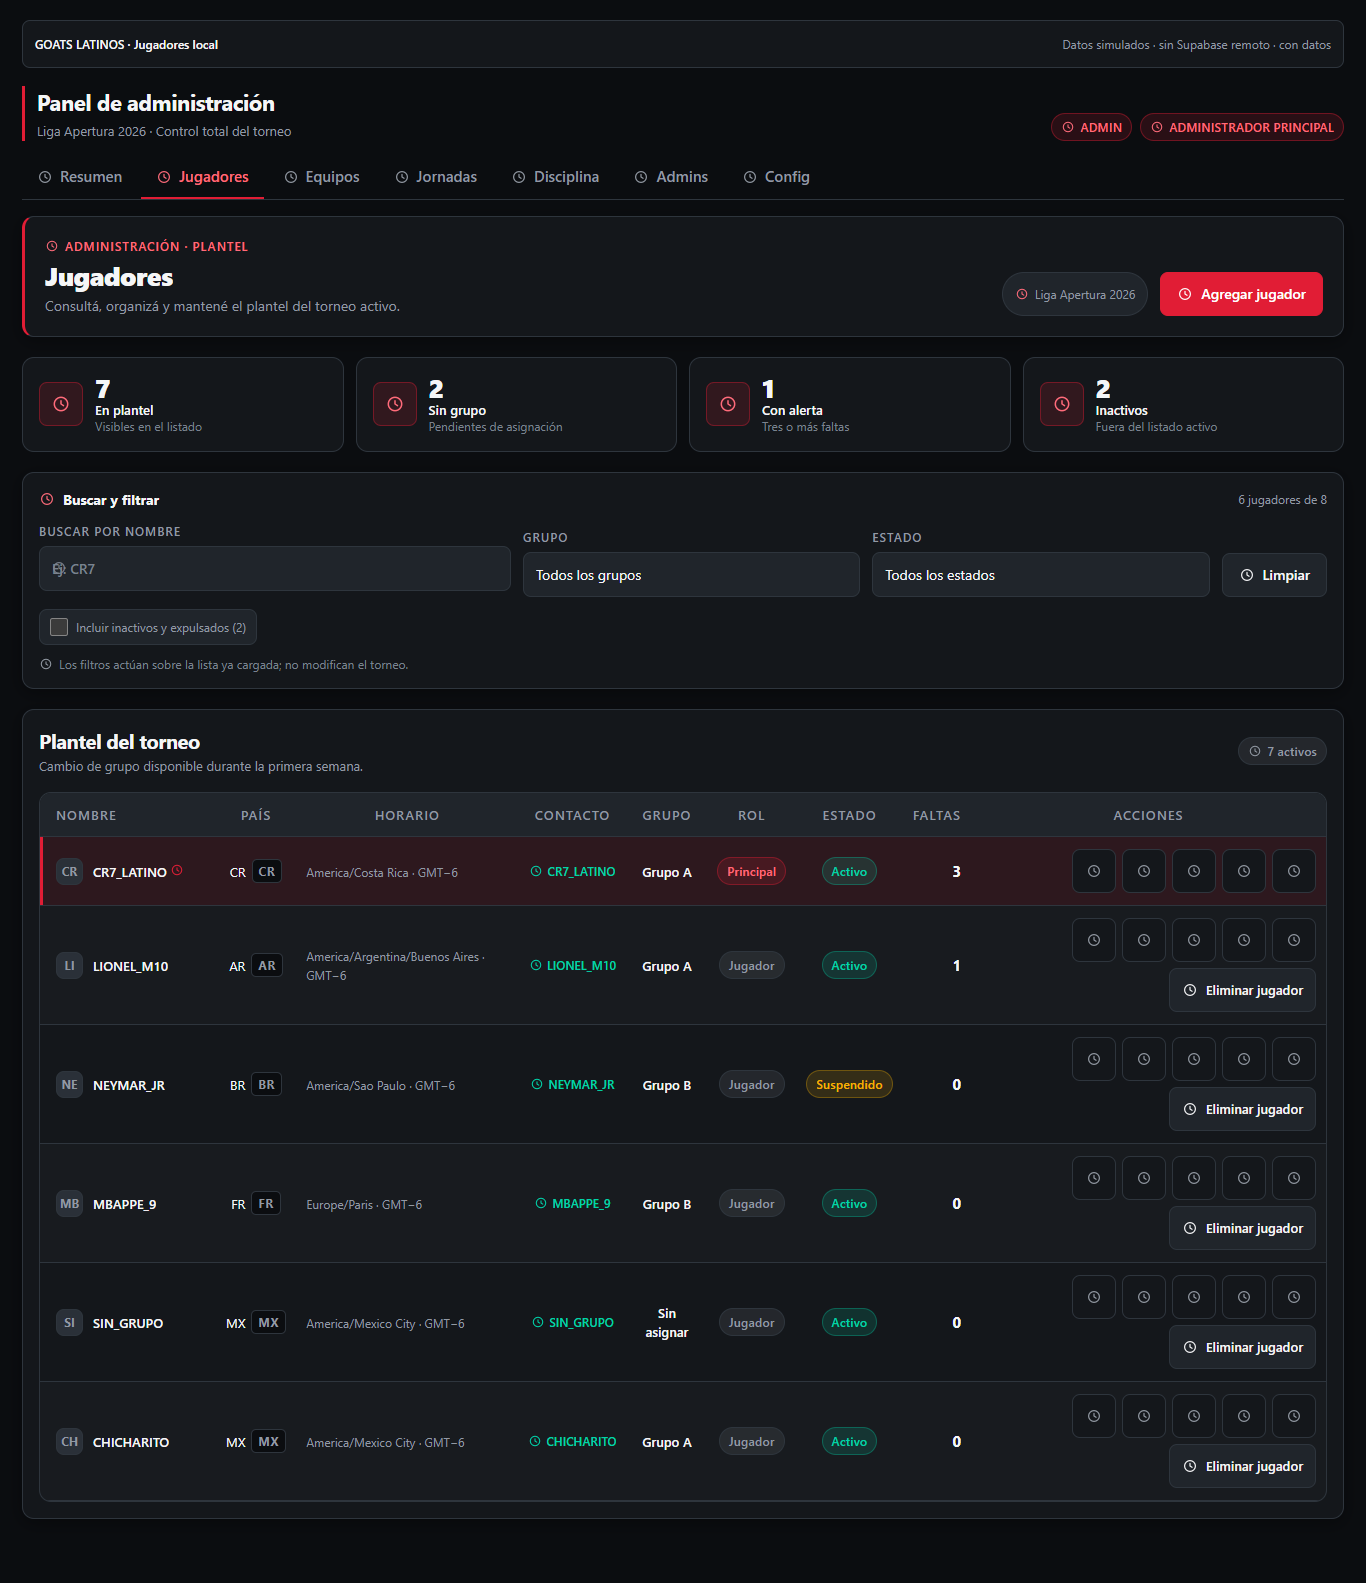 GOATS LATINOS · Jugadores local
Datos simulados · sin Supabase remoto · con datos
Panel de administración
Liga Apertura 2026 · Control total del torneo
ADMIN
ADMINISTRADOR PRINCIPAL
Resumen
Jugadores
Equipos
Jornadas
Disciplina
Admins
Config
ADMINISTRACIÓN · PLANTEL
Jugadores
Consultá, organizá y mantené el plantel del torneo activo.
Liga Apertura 2026
Agregar jugador
7
En plantel
Visibles en el listado
2
Sin grupo
Pendientes de asignación
1
Con alerta
Tres o más faltas
2
Inactivos
Fuera del listado activo
Buscar y filtrar
6 jugadores de 8
BUSCAR POR NOMBRE
Ej: CR7
GRUPO
Todos los grupos
ESTADO
Todos los estados
Limpiar
Incluir inactivos y expulsados (2)
Los filtros actúan sobre la lista ya cargada; no modifican el torneo.
Plantel del torneo
Cambio de grupo disponible durante la primera semana.
7 activos
NOMBRE PAÍS HORARIO CONTACTO GRUPO ROL ESTADO FALTAS ACCIONES
CR CR7_LATINO CR CR America/Costa Rica · GMT−6 CR7_LATINO Grupo A Principal Activo 3
LI LIONEL_M10 AR AR America/Argentina/Buenos Aires · GMT−6 LIONEL_M10 Grupo A Jugador Activo 1
Eliminar jugador
NE NEYMAR_JR BR BR America/Sao Paulo · GMT−6 NEYMAR_JR Grupo B Jugador Suspendido 0
Eliminar jugador
MB MBAPPE_9 FR FR Europe/Paris · GMT−6 MBAPPE_9 Grupo B Jugador Activo 0
Eliminar jugador
SI SIN_GRUPO MX MX America/Mexico City · GMT−6 SIN_GRUPO Sin asignar Jugador Activo 0
Eliminar jugador
CH CHICHARITO MX MX America/Mexico City · GMT−6 CHICHARITO Grupo A Jugador Activo 0
Eliminar jugador